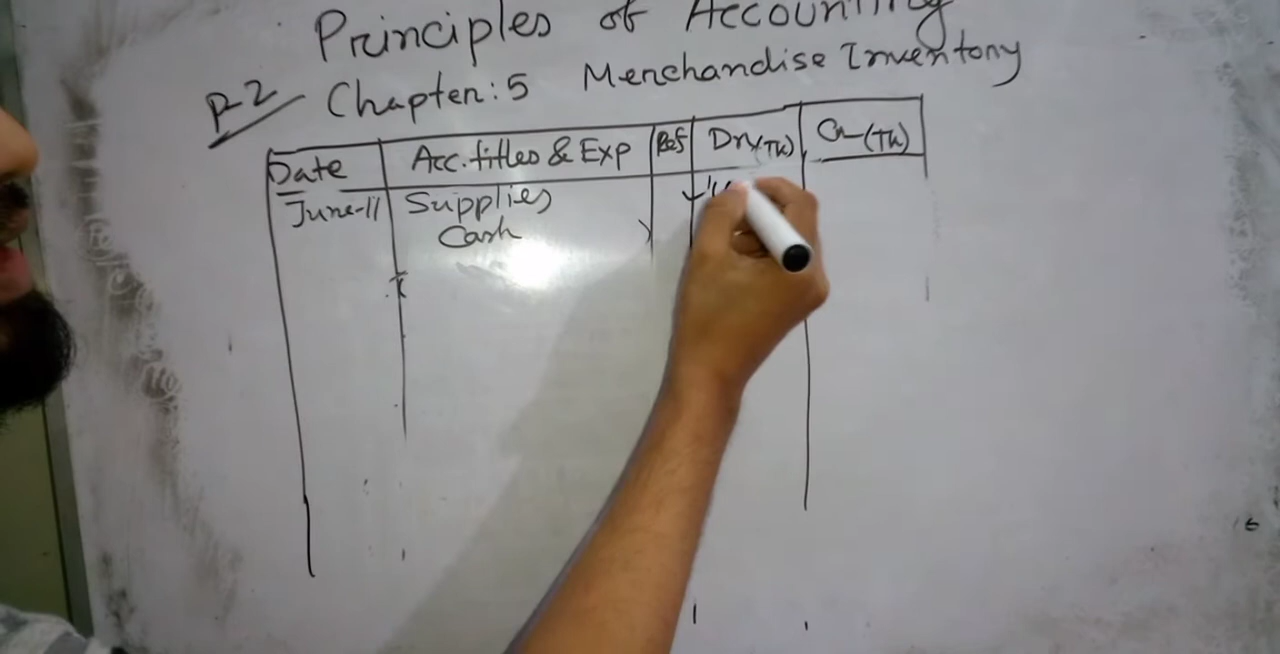 Principles of Accounting
P-2 Chapter: 5 Merchandise Inventory
Date Acc. titles & Exp Ref Dr (Tk) Cr (Tk)
June-11 Supplies
Cash